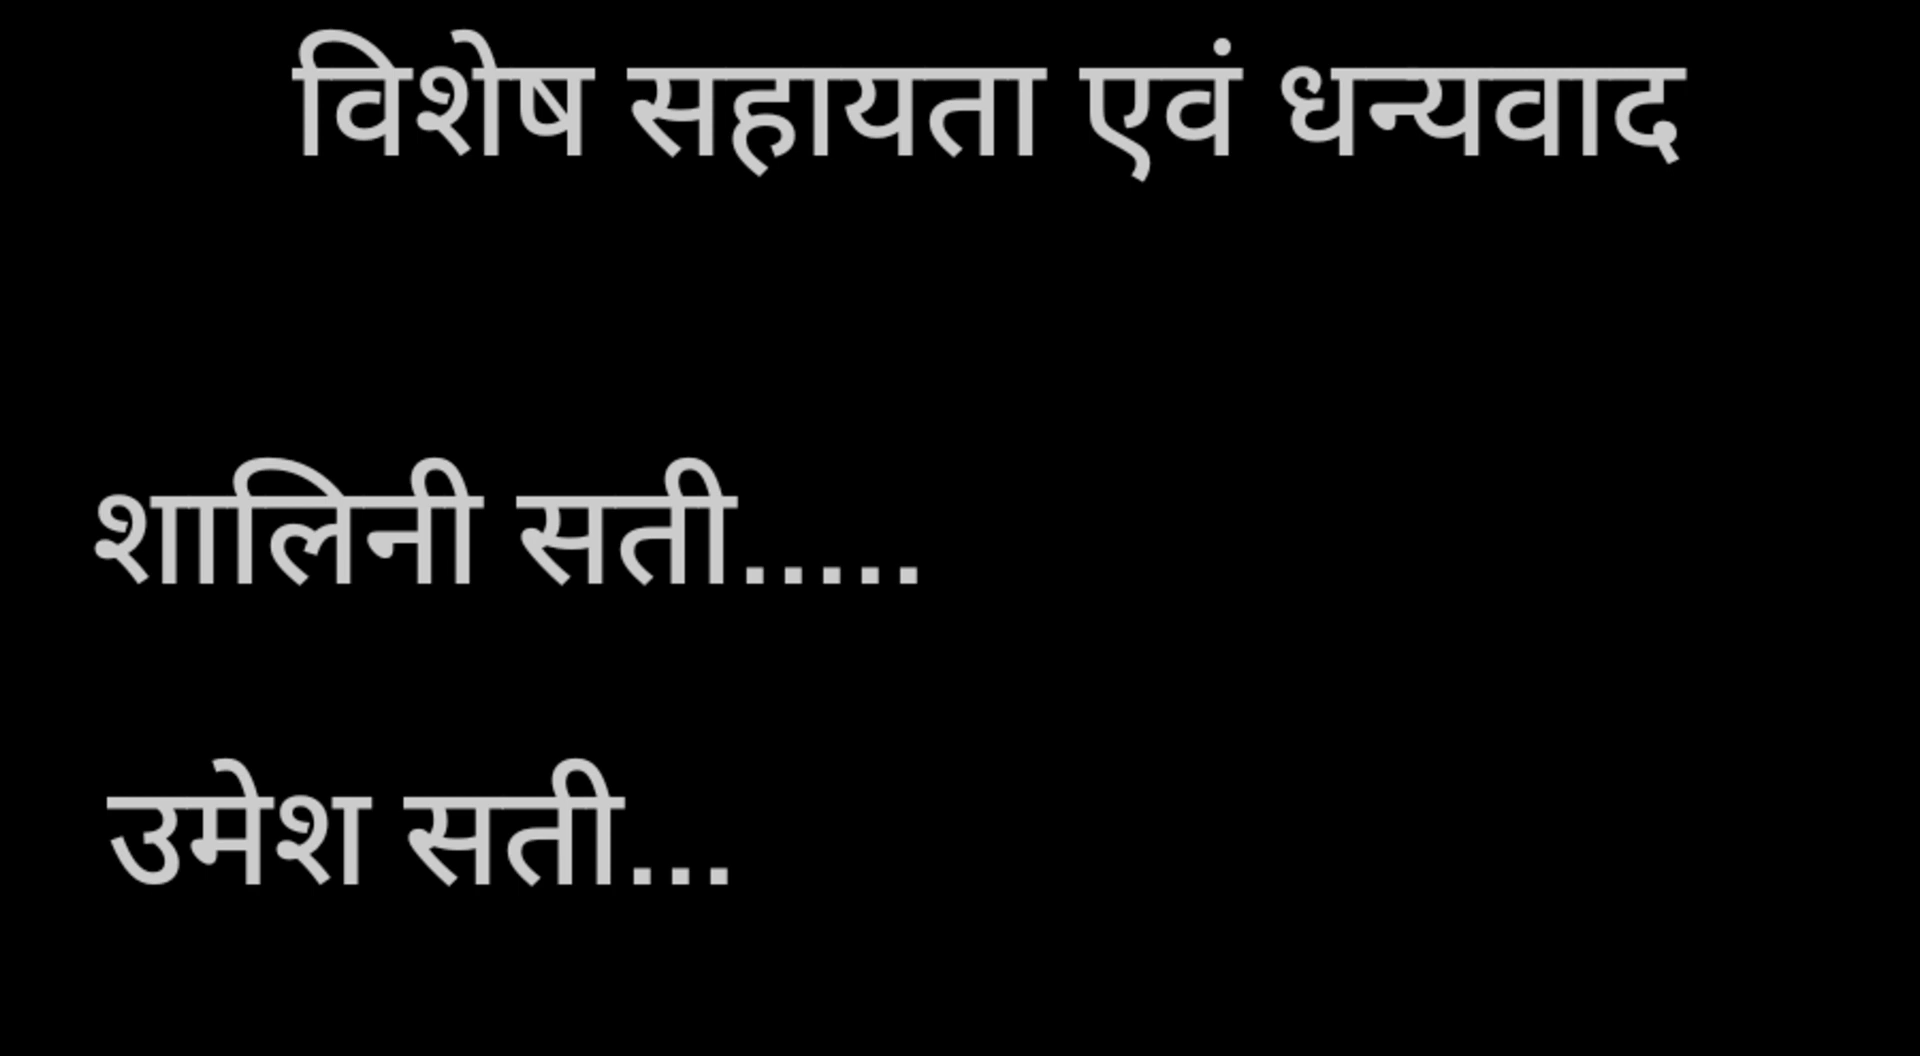 विशेष सहायता एवं धन्यवाद
शालिनी सती.....
उमेश सती...